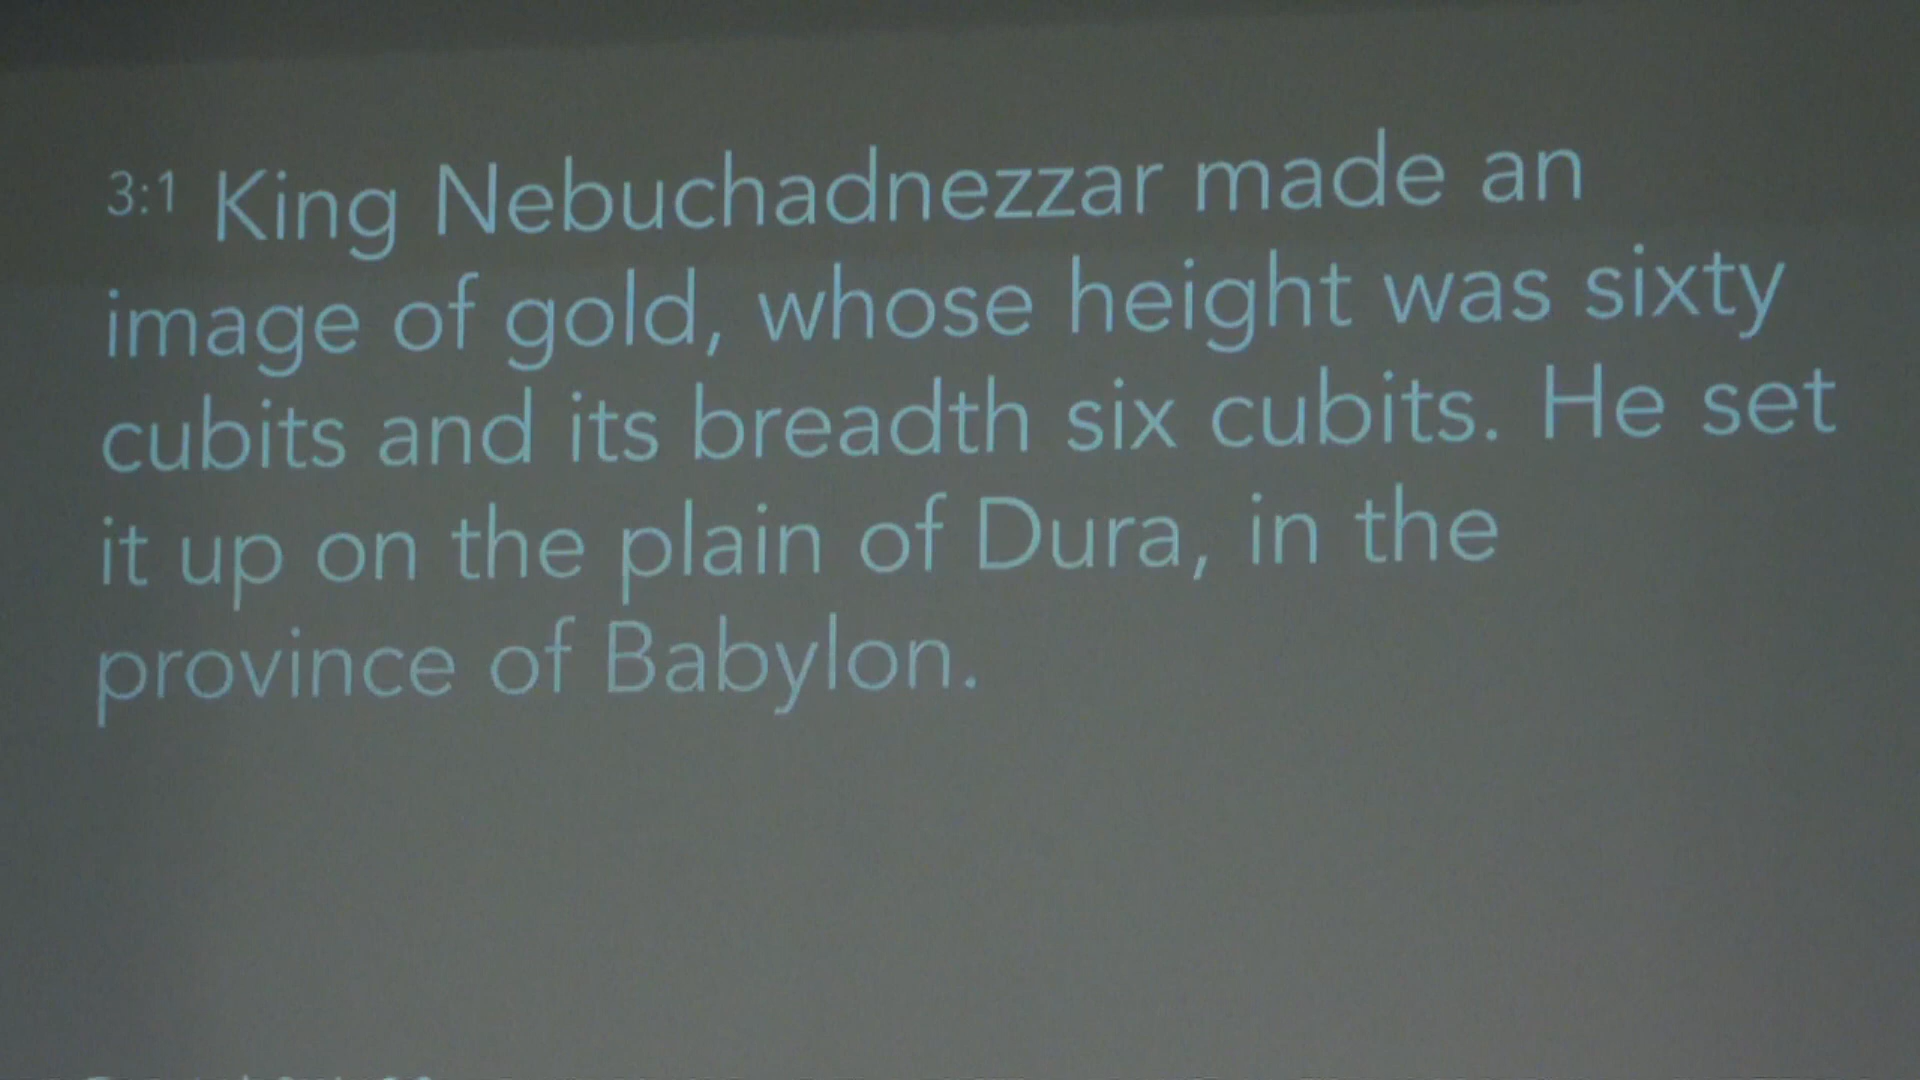 3:1 King Nebuchadnezzar made an
image of gold, whose height was sixty
cubits and its breadth six cubits. He set
it up on the plain of Dura, in the
province of Babylon.